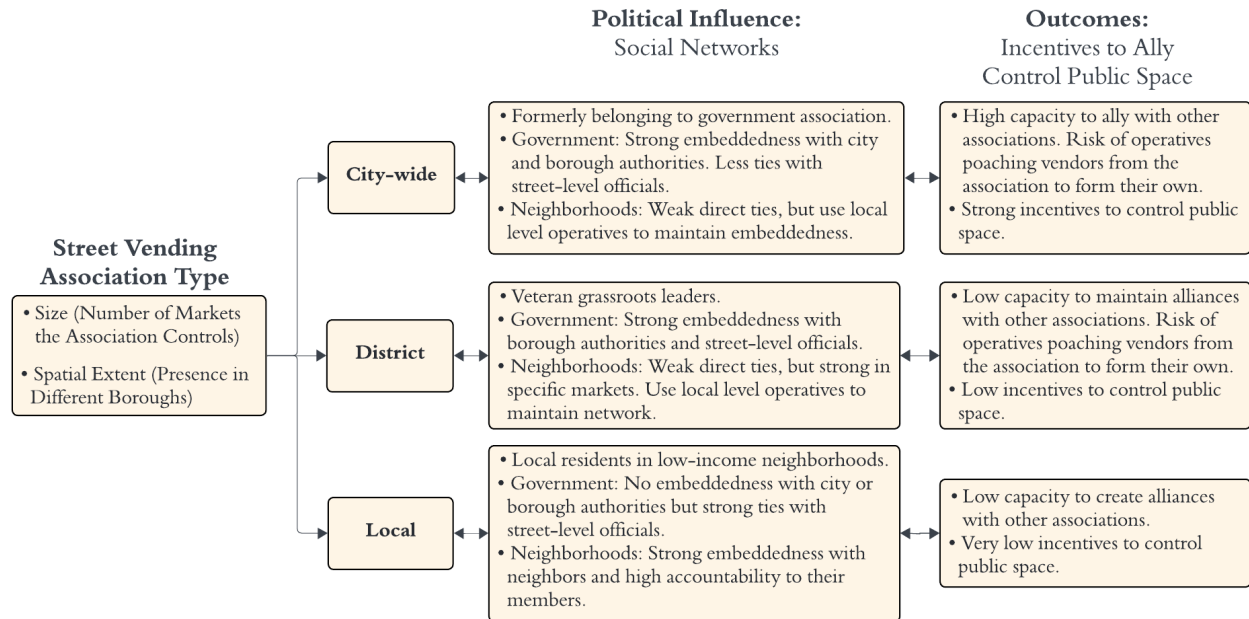 Political Influence:
Social Networks
Outcomes:
Incentives to Ally
Control Public Space
Street Vending
Association Type
• Size (Number of Markets
the Association Controls)
• Spatial Extent (Presence in
Different Boroughs)
City-wide
• Formerly belonging to government association.
• Government: Strong embeddedness with city
and borough authorities. Less ties with
street-level officials.
• Neighborhoods: Weak direct ties, but use local
level operatives to maintain embeddedness.
• High capacity to ally with other
associations. Risk of operatives
poaching vendors from the
association to form their own.
• Strong incentives to control public
space.
District
• Veteran grassroots leaders.
• Government: Strong embeddedness with
borough authorities and street-level officials.
• Neighborhoods: Weak direct ties, but strong in
specific markets. Use local level operatives to
maintain network.
• Low capacity to maintain alliances
with other associations. Risk of
operatives poaching vendors from
the association to form their own.
• Low incentives to control public
space.
Local
• Local residents in low-income neighborhoods.
• Government: No embeddedness with city or
borough authorities but strong ties with
street-level officials.
• Neighborhoods: Strong embeddedness with
neighbors and high accountability to their
members.
• Low capacity to create alliances
with other associations.
• Very low incentives to control
public space.